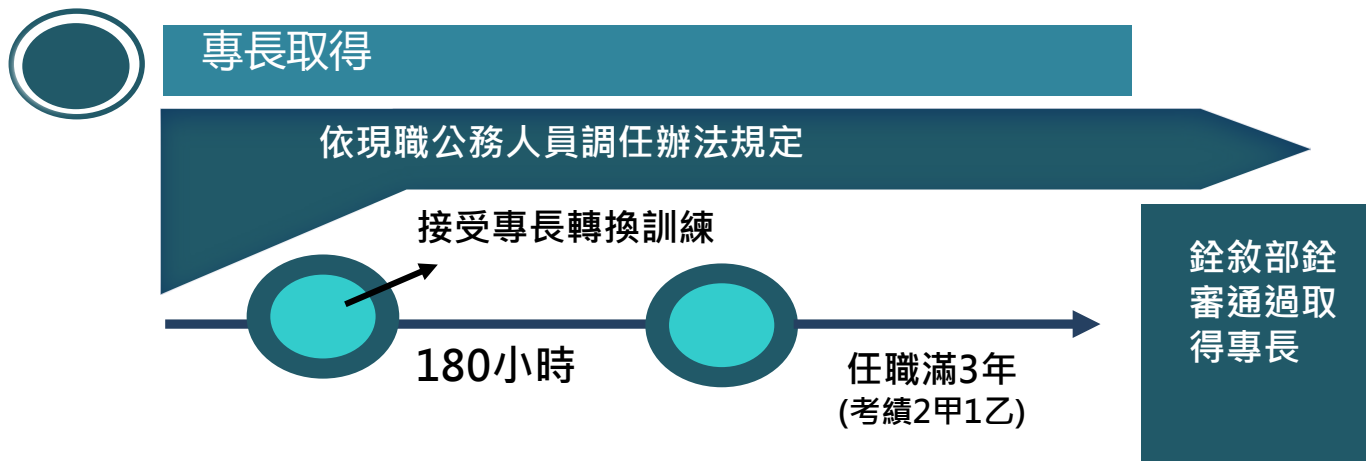 專長取得
依現職公務人員調任辦法規定
接受專長轉換訓練
180小時
任職滿3年
(考績2甲1乙)
銓敘部銓
審通過取
得專長